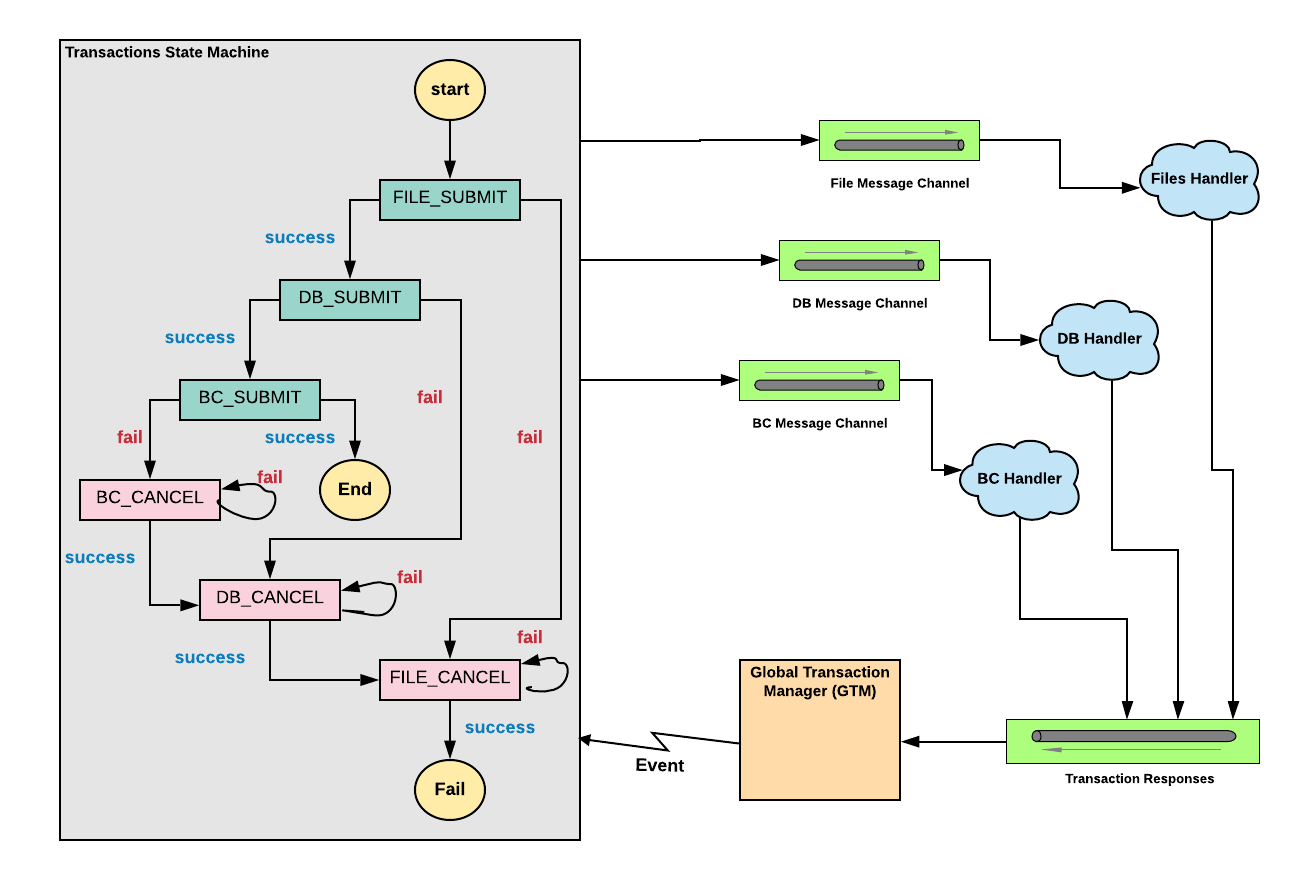 Transactions State Machine
start
FILE_SUBMIT
success
DB_SUBMIT
success
BC_SUBMIT
fail
fail
success
fail
fail
BC_CANCEL
End
success
DB_CANCEL
fail
success
FILE_CANCEL
fail
success
Fail
File Message Channel
Files Handler
DB Message Channel
DB Handler
BC Message Channel
BC Handler
Global Transaction
Manager (GTM)
Event
Transaction Responses